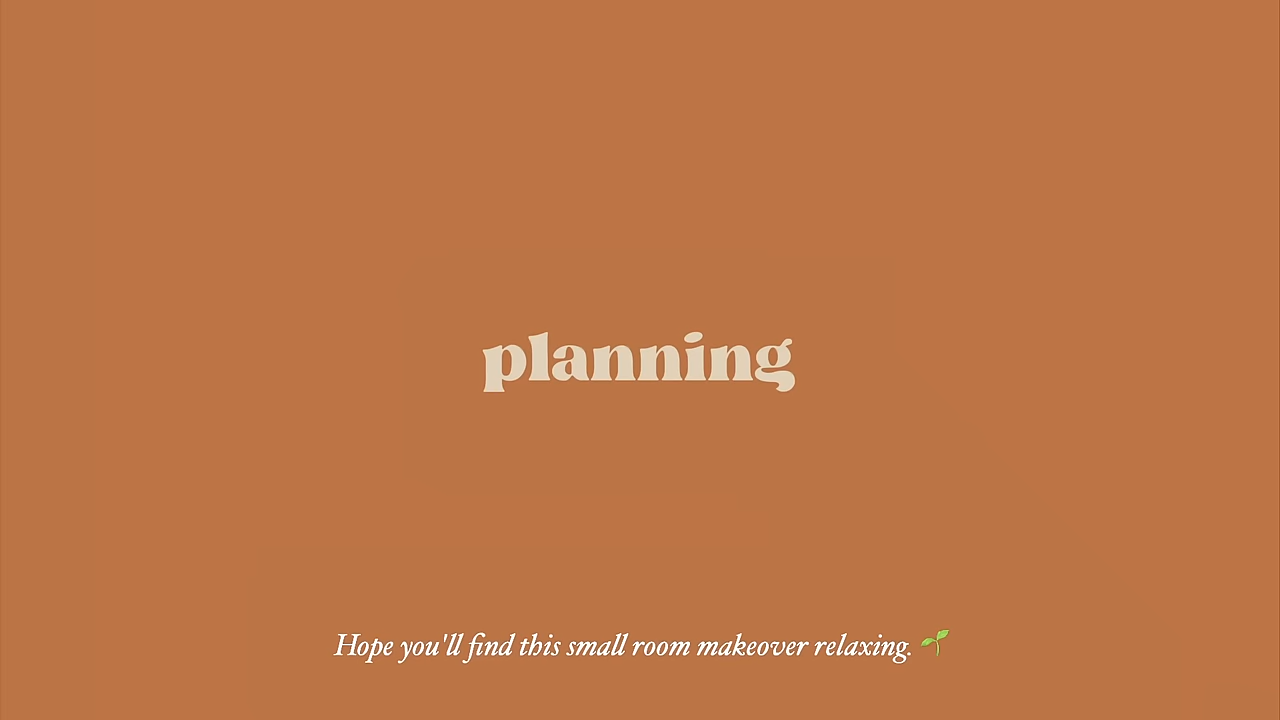 planning
Hope you'll find this small room makeover relaxing. 🌱